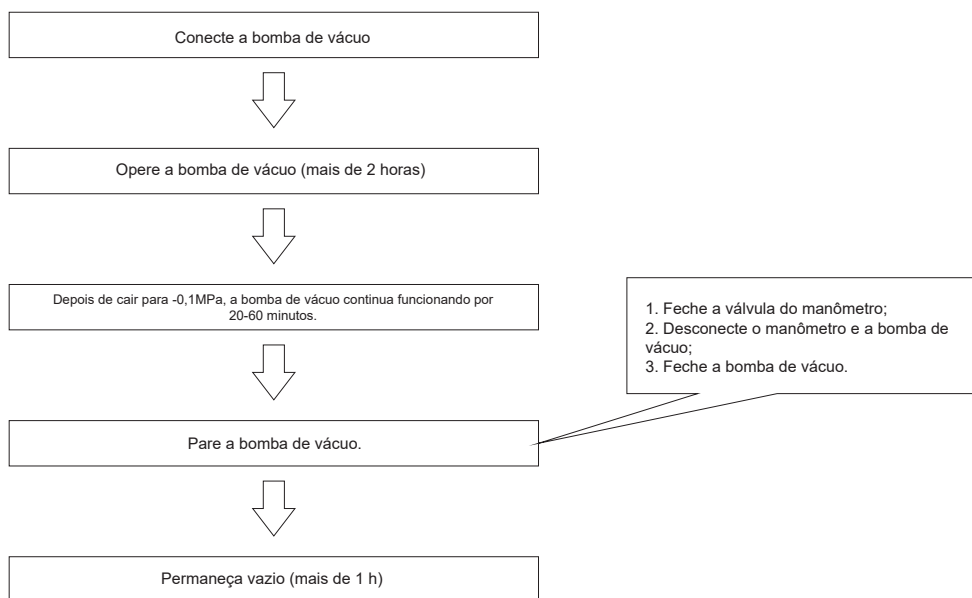 Conecte a bomba de vácuo
Opere a bomba de vácuo (mais de 2 horas)
Depois de cair para -0,1MPa, a bomba de vácuo continua funcionando por
20-60 minutos.
1. Feche a válvula do manômetro;
2. Desconecte o manômetro e a bomba de
vácuo;
3. Feche a bomba de vácuo.
Pare a bomba de vácuo.
Permaneça vazio (mais de 1 h)